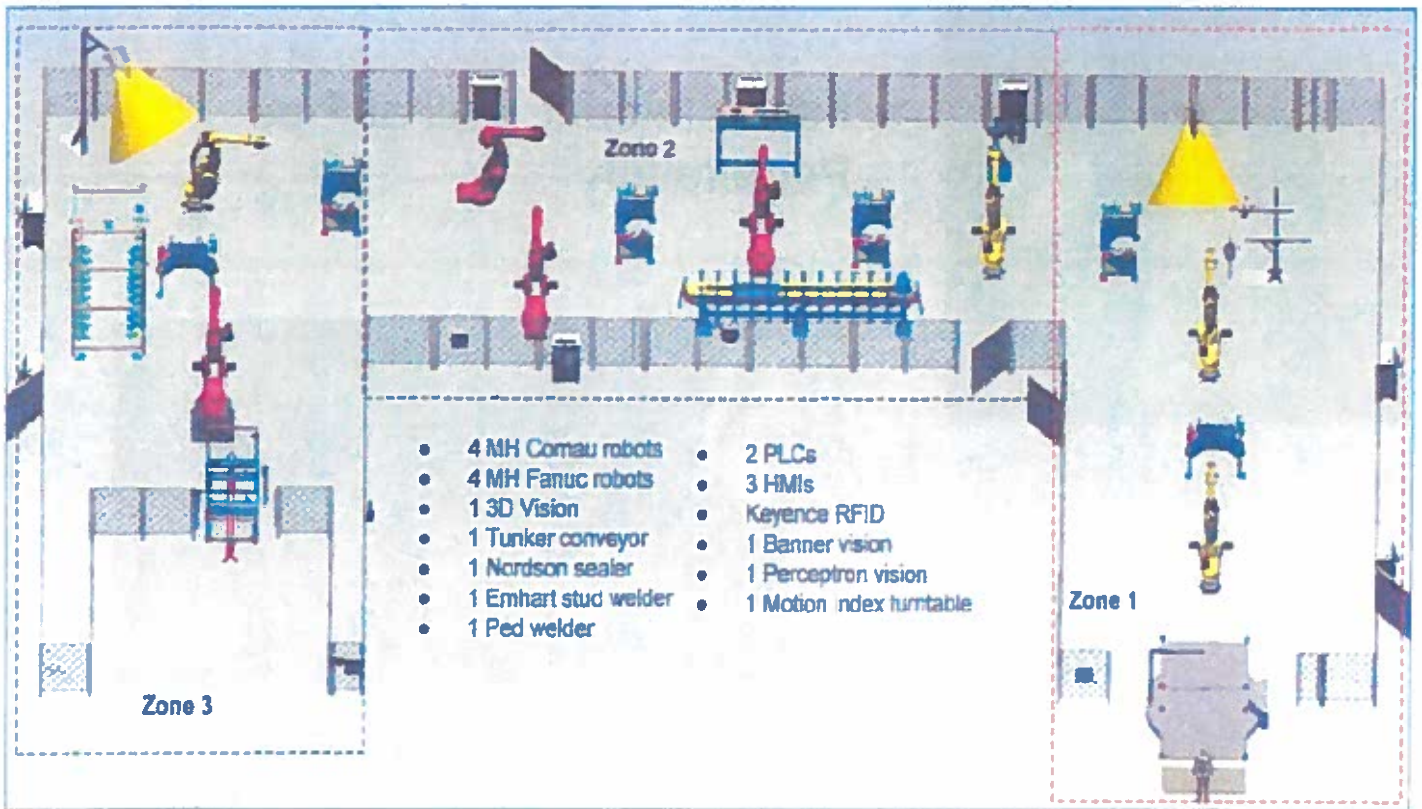 Zone 2
4 MH Comau robots
4 MH Fanuc robots
1 3D Vision
1 Tunker conveyor
1 Nordson sealer
1 Emhart stud welder
1 Ped welder
2 PLCs
3 HMIs
Keyence RFID
1 Banner vision
1 Perceptron vision
1 Motion index turntable
Zone 1
Zone 3